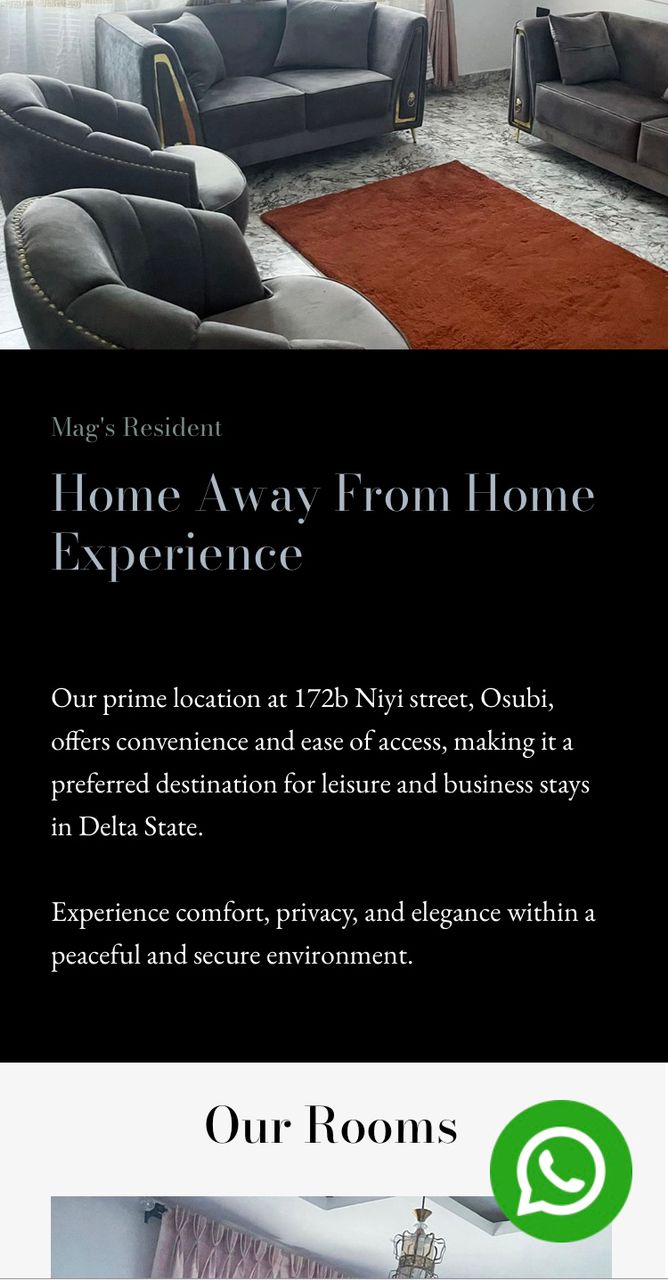 Mag's Resident
Home Away From Home
Experience
Our prime location at 172b Niyi street, Osubi,
offers convenience and ease of access, making it a
preferred destination for leisure and business stays
in Delta State.
Experience comfort, privacy, and elegance within a
peaceful and secure environment.
Our Rooms